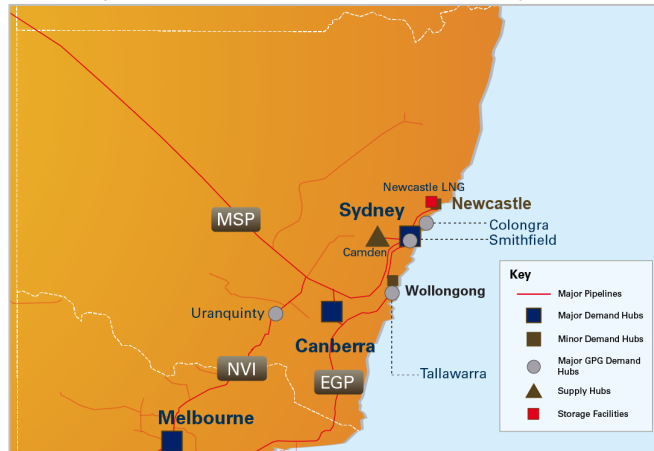 MSP
Newcastle LNG
Sydney
Newcastle
Colongra
Smithfield
Camden
Wollongong
Uranquinty
Canberra
NVI
EGP
Tallawarra
Melbourne
Key
Major Pipelines
Major Demand Hubs
Minor Demand Hubs
Major GPG Demand
Hubs
Supply Hubs
Storage Facilities